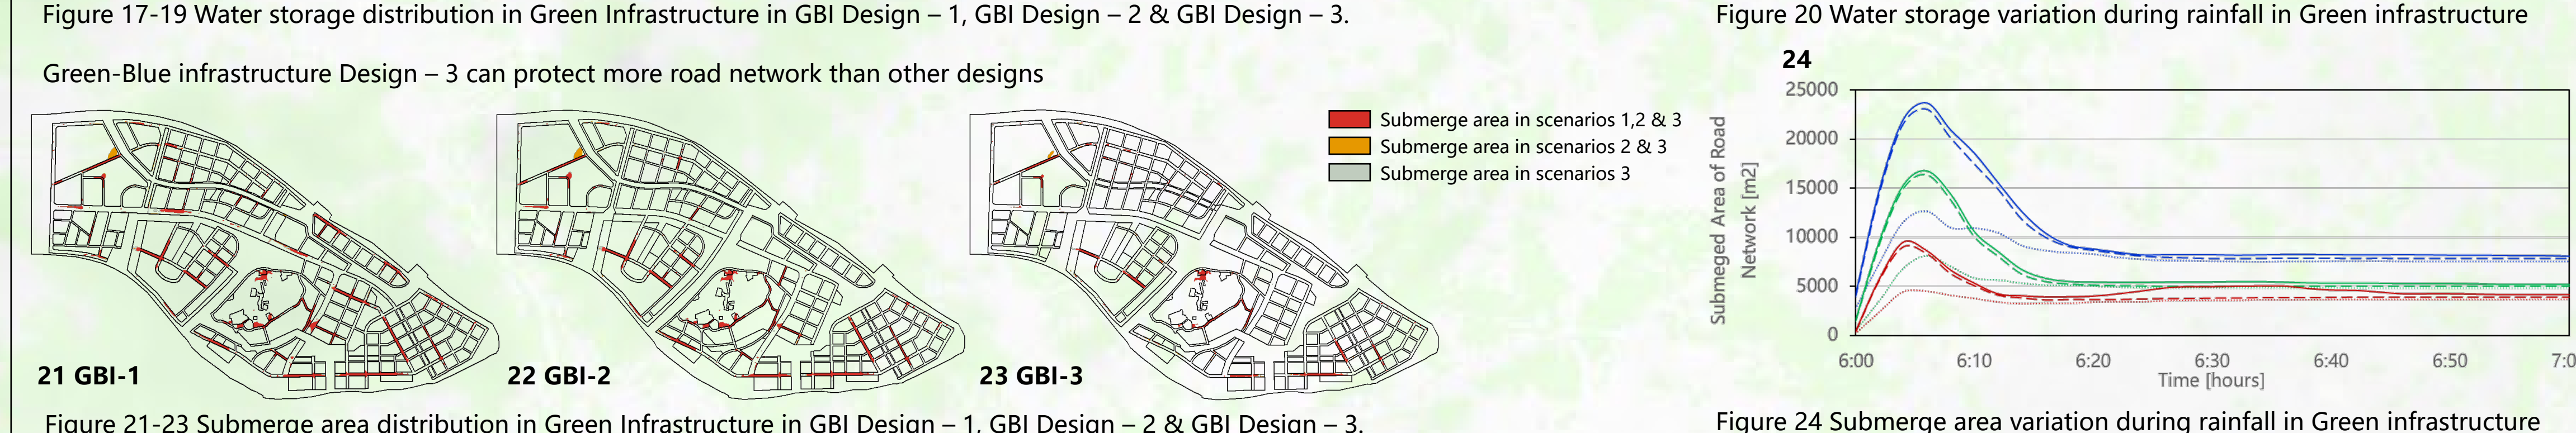 Figure 17-19 Water storage distribution in Green Infrastructure in GBI Design – 1, GBI Design – 2 & GBI Design – 3.
Figure 20 Water storage variation during rainfall in Green infrastructure
Green-Blue infrastructure Design – 3 can protect more road network than other designs
Submerge area in scenarios 1,2 & 3
Submerge area in scenarios 2 & 3
Submerge area in scenarios 3
21 GBI-1
22 GBI-2
23 GBI-3
24
Submeged Area of Road
Network [m2]
25000
20000
15000
10000
5000
0
6:00 6:10 6:20 6:30 6:40 6:50 7:0
Time [hours]
Figure 21-23 Submerge area distribution in Green Infrastructure in GBI Design – 1, GBI Design – 2 & GBI Design – 3.
Figure 24 Submerge area variation during rainfall in Green infrastructure